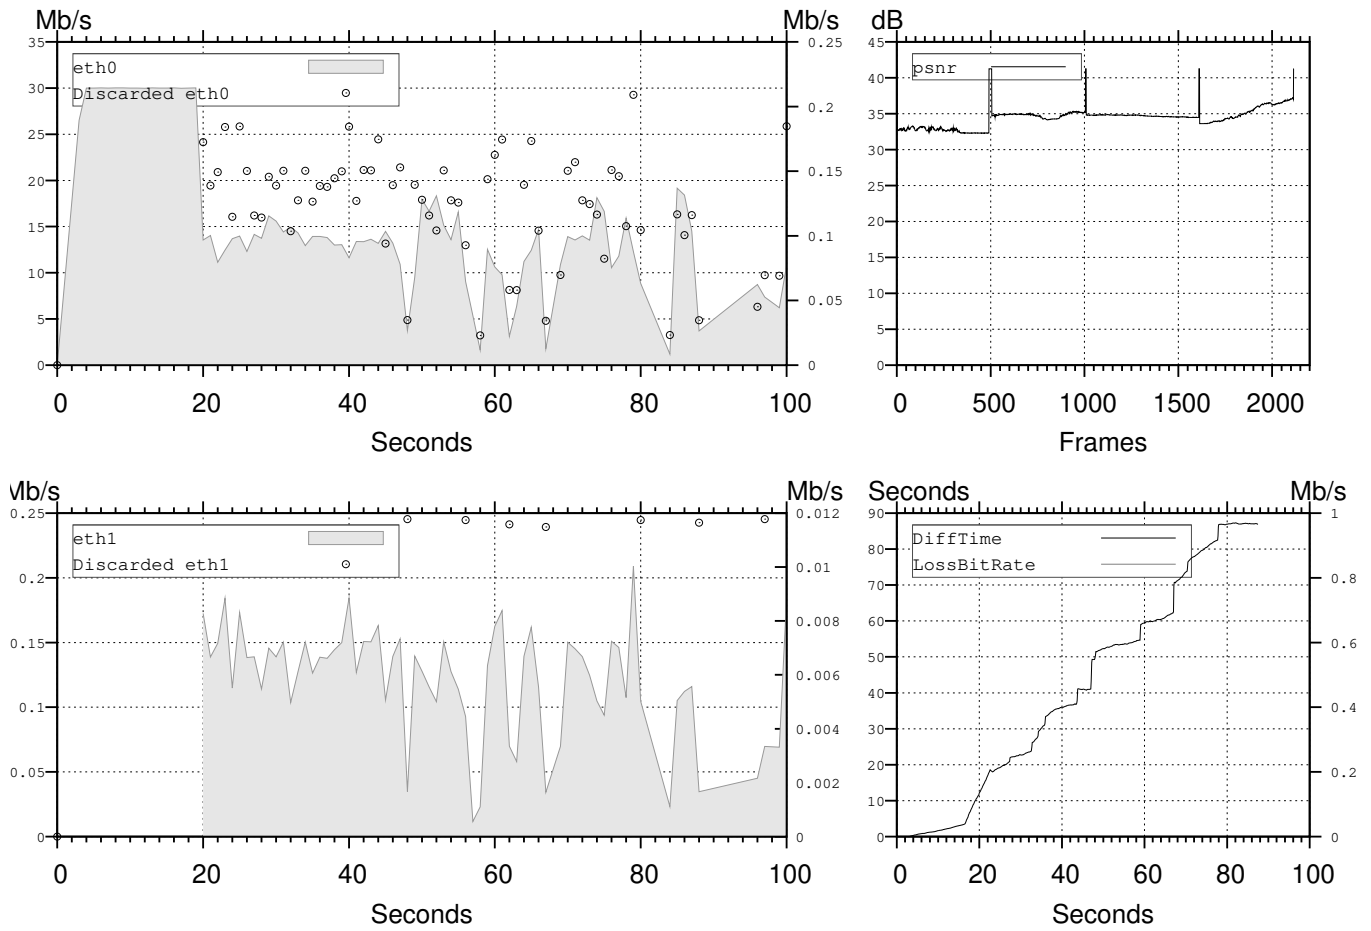 Mb/s Mb/s
35 0.25
eth0
Discarded eth0
30
0.2
25
20 0.15
15
0.1
10
0.05
5
0 0
0 20 40 60 80 100
Seconds
dB
45
psnr
40
35
30
25
20
15
10
5
0
0 500 1000 1500 2000
Frames
Mb/s Mb/s
0.25 0.012
eth1
Discarded eth1
0.01
0.2
0.15 0.008
0.006
0.1
0.004
0.05
0.002
0 0
0 20 40 60 80 100
Seconds
Seconds Mb/s
90 1
DiffTime
LossBitRate
80
0.8
70
60
0.6
50
40
0.4
30
20 0.2
10
0 0
0 20 40 60 80 100
Seconds